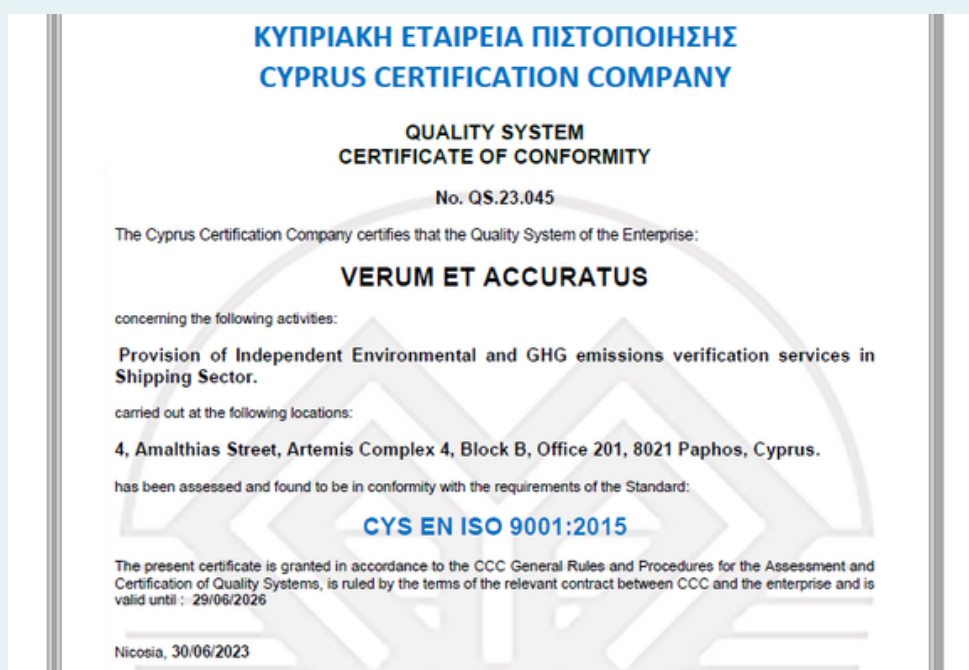 ΚΥΠΡΙΑΚΗ ΕΤΑΙΡΕΙΑ ΠΙΣΤΟΠΟΙΗΣΗΣ
CYPRUS CERTIFICATION COMPANY
QUALITY SYSTEM
CERTIFICATE OF CONFORMITY
No. QS.23.045
The Cyprus Certification Company certifies that the Quality System of the Enterprise:
VERUM ET ACCURATUS
concerning the following activities:
Provision of Independent Environmental and GHG emissions verification services in
Shipping Sector.
carried out at the following locations:
4, Amalthias Street, Artemis Complex 4, Block B, Office 201, 8021 Paphos, Cyprus.
has been assessed and found to be in conformity with the requirements of the Standard:
CYS EN ISO 9001:2015
The present certificate is granted in accordance to the CCC General Rules and Procedures for the Assessment and
Certification of Quality Systems, is ruled by the terms of the relevant contract between CCC and the enterprise and is
valid until : 29/06/2026
Nicosia, 30/06/2023